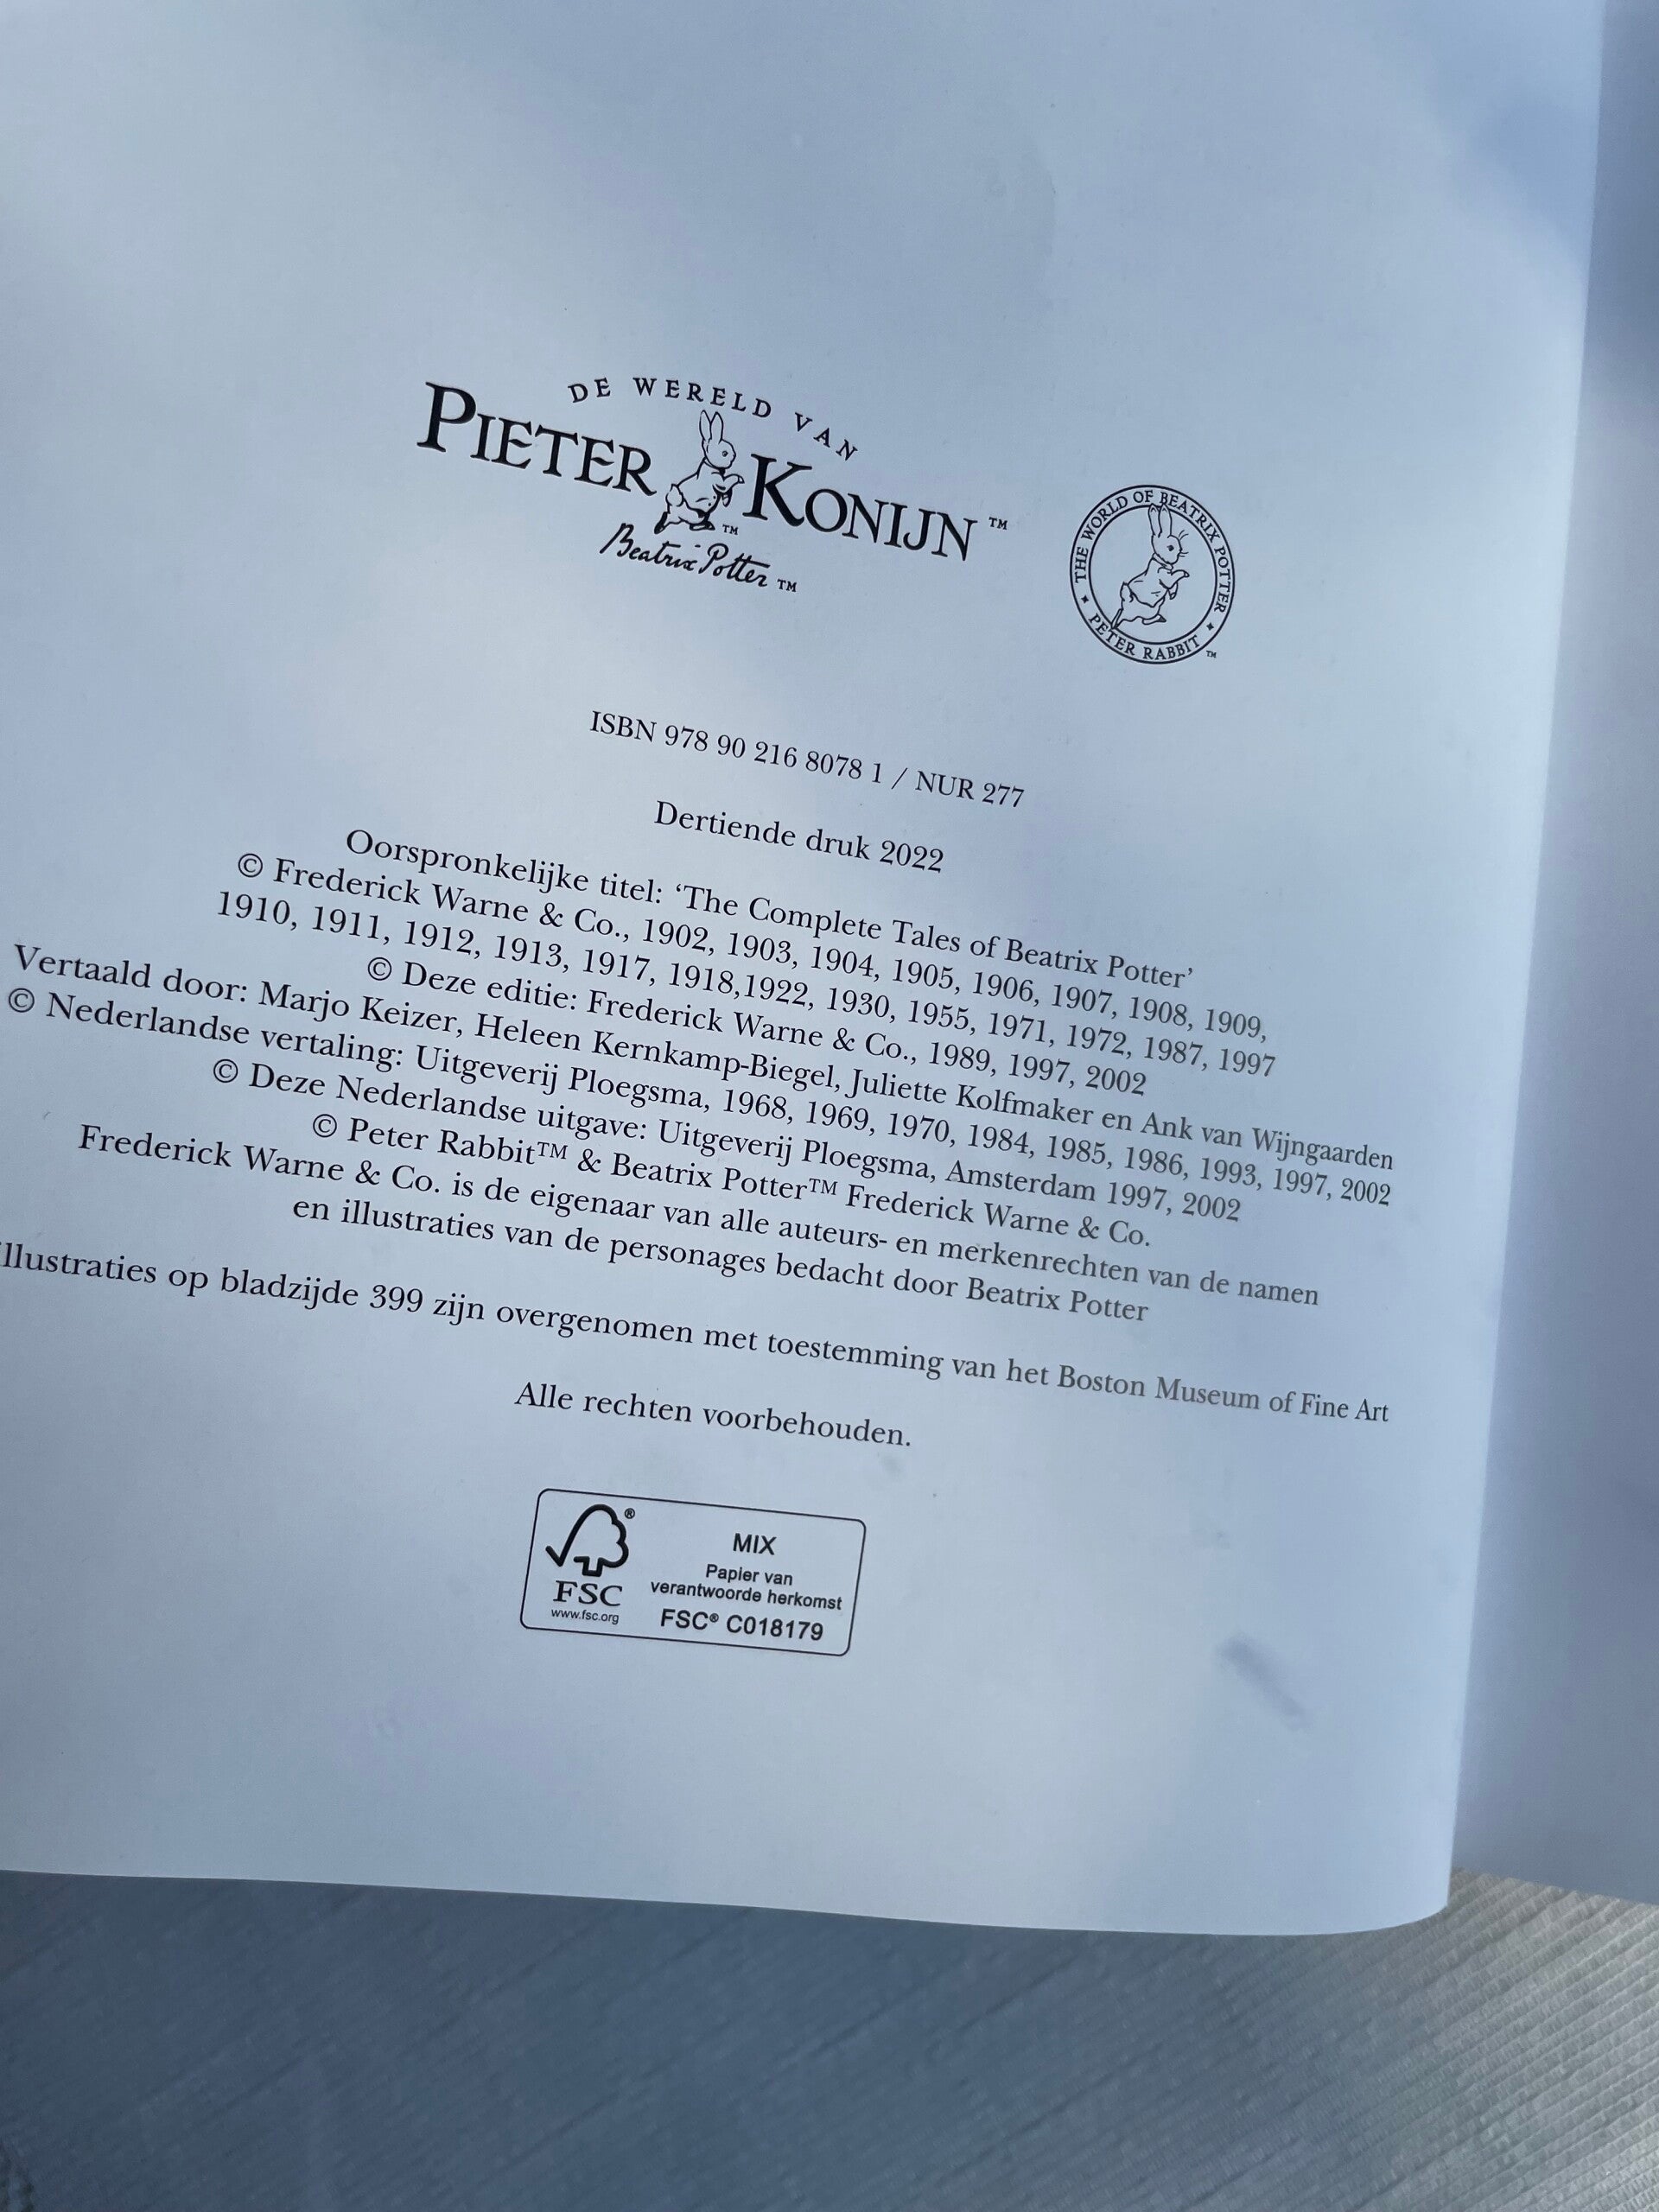 DE WERELD VAN
PIETER KONIJN™
™
Beatrix Potter™
THE WORLD OF BEATRIX POTTER
PETER RABBIT
™
ISBN 978 90 216 8078 1 / NUR 277
Dertiende druk 2022
Oorspronkelijke titel: ‘The Complete Tales of Beatrix Potter’
© Frederick Warne & Co., 1902, 1903, 1904, 1905, 1906, 1907, 1908, 1909,
1910, 1911, 1912, 1913, 1917, 1918,1922, 1930, 1955, 1971, 1972, 1987, 1997
© Deze editie: Frederick Warne & Co., 1989, 1997, 2002
Vertaald door: Marjo Keizer, Heleen Kernkamp-Biegel, Juliette Kolfmaker en Ank van Wijngaarden
© Nederlandse vertaling: Uitgeverij Ploegsma, 1968, 1969, 1970, 1984, 1985, 1986, 1993, 1997, 2002
© Deze Nederlandse uitgave: Uitgeverij Ploegsma, Amsterdam 1997, 2002
© Peter Rabbit™ & Beatrix Potter™ Frederick Warne & Co.
Frederick Warne & Co. is de eigenaar van alle auteurs- en merkenrechten van de namen
en illustraties van de personages bedacht door Beatrix Potter
illustraties op bladzijde 399 zijn overgenomen met toestemming van het Boston Museum of Fine Art
Alle rechten voorbehouden.
®
FSC
www.fsc.org
MIX
Papier van
verantwoorde herkomst
FSC® C018179